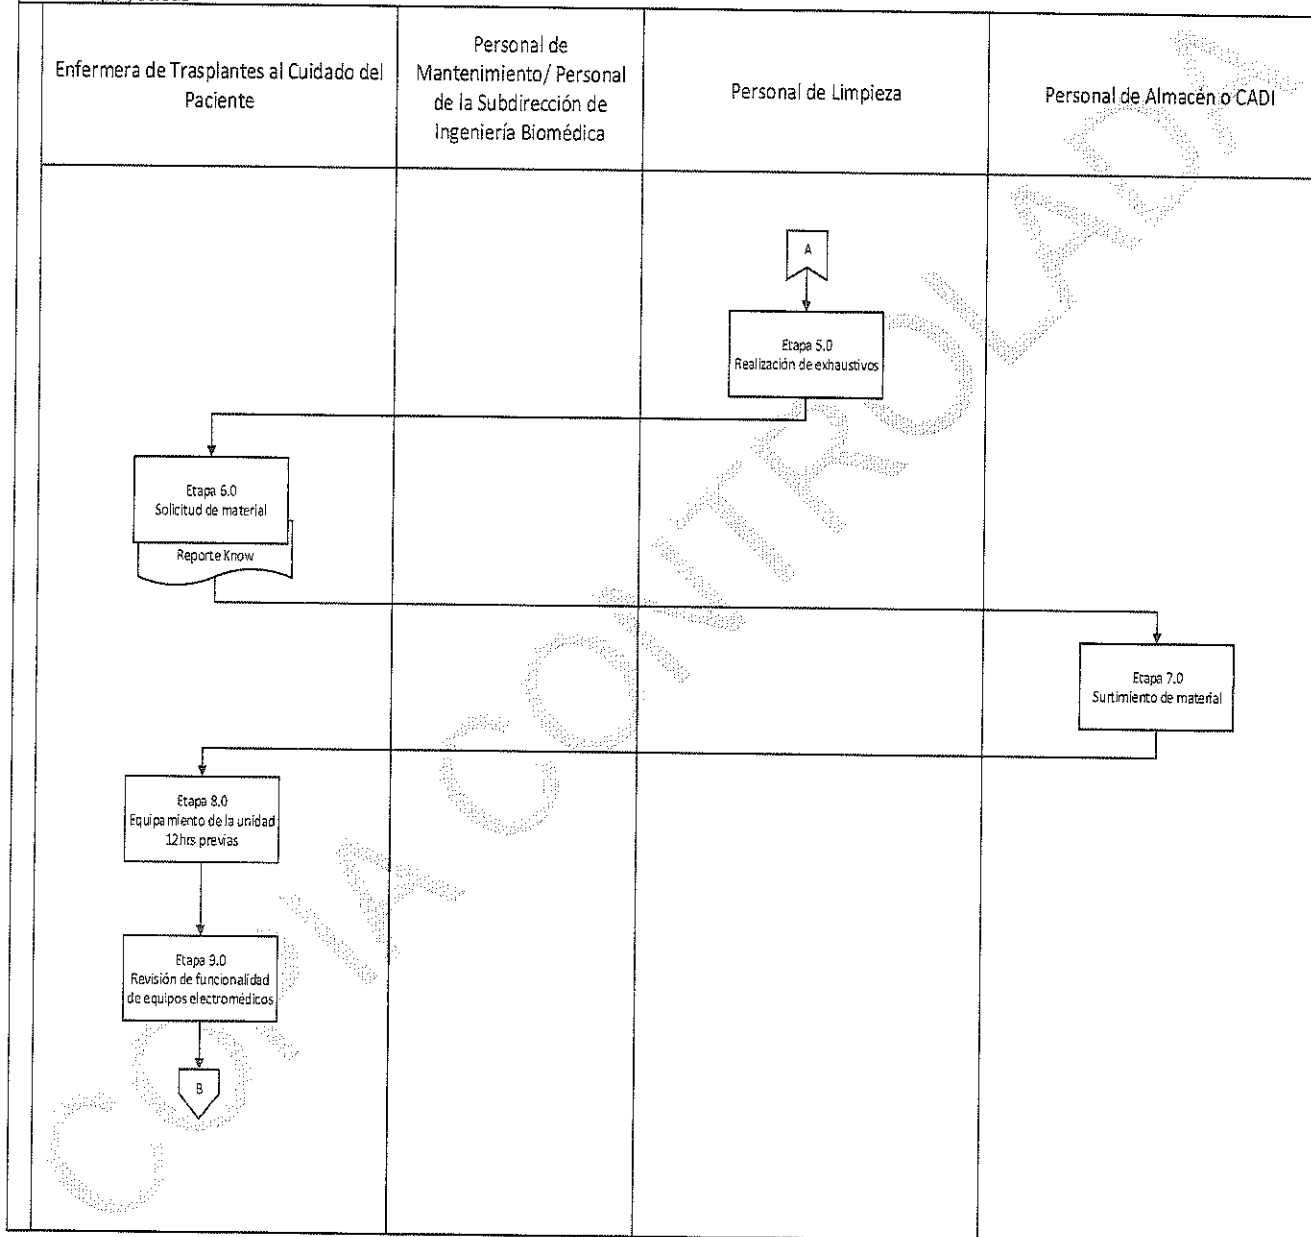 Enfermera de Trasplantes al Cuidado del
Paciente
Personal de
Mantenimiento/ Personal
de la Subdirección de
Ingeniería Biomédica
Personal de Limpieza
Personal de Almacén o CADI
A
Etapa 5.0
Realización de exhaustivos
Etapa 6.0
Solicitud de material
Reporte Know
Etapa 7.0
Surtimiento de material
Etapa 8.0
Equipamiento de la unidad
12hrs previas
Etapa 9.0
Revisión de funcionalidad
de equipos electromédicos
B
COPIA CONTROLADA